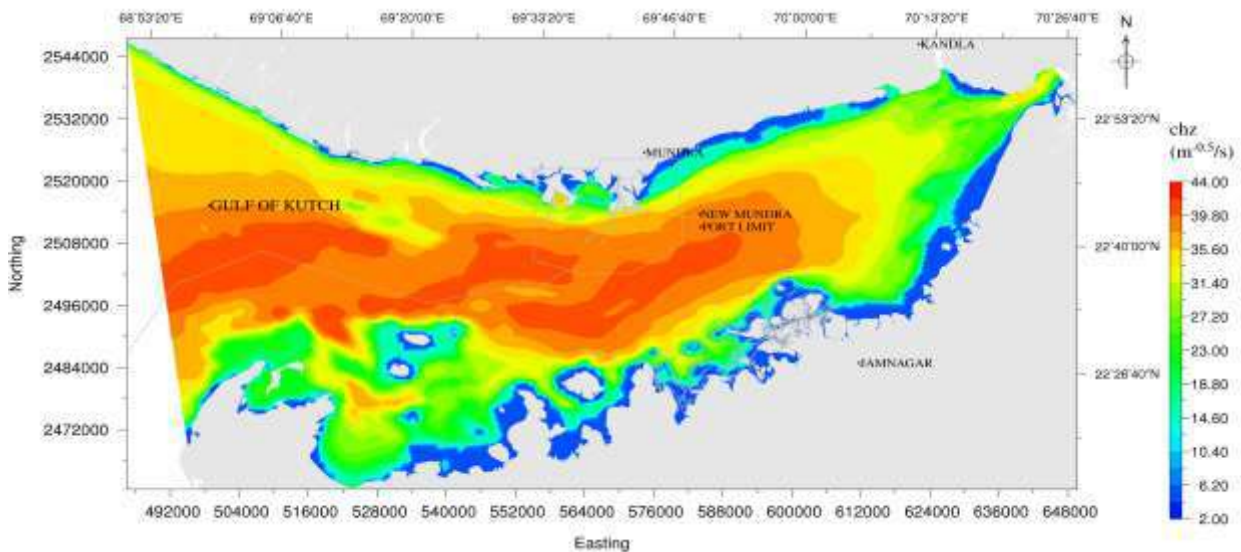 68°53'20"E 69°06'40"E 69°20'00"E 69°33'20"E 69°46'40"E 70°00'00"E 70°13'20"E 70°26'40"E
N
KANDLA
2544000
2532000
22°53'20"N
chz
(m^-0.5/s)
MUNDRA
2520000
44.00
GULF OF KUTCH
NEW MUNDRA
PORT LIMIT
39.80
2508000
22°40'00"N
35.60
Northing
31.40
2496000
27.20
23.00
2484000
JAMNAGAR
22°26'40"N
18.80
14.60
2472000
10.40
6.20
2.00
492000 504000 516000 528000 540000 552000 564000 576000 588000 600000 612000 624000 636000 648000
Easting